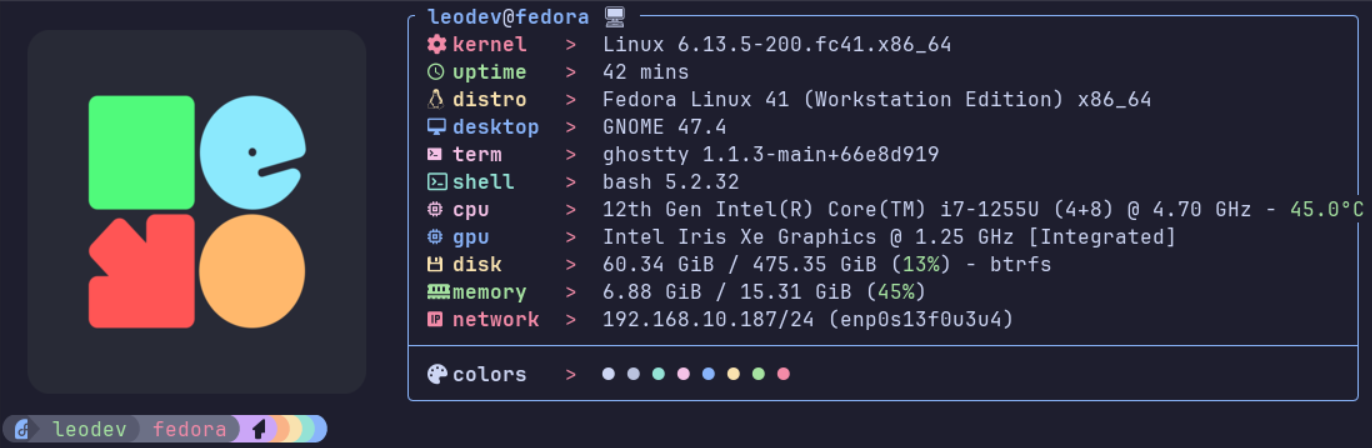 leodev@fedora
kernel > Linux 6.13.5-200.fc41.x86_64
uptime > 42 mins
distro > Fedora Linux 41 (Workstation Edition) x86_64
desktop > GNOME 47.4
term > ghostty 1.1.3-main+66e8d919
shell > bash 5.2.32
cpu > 12th Gen Intel(R) Core(TM) i7-1255U (4+8) @ 4.70 GHz - 45.0°C
gpu > Intel Iris Xe Graphics @ 1.25 GHz [Integrated]
disk > 60.34 GiB / 475.35 GiB (13%) - btrfs
memory > 6.88 GiB / 15.31 GiB (45%)
IP network > 192.168.10.187/24 (enp0s13f0u3u4)
colors >
leodev fedora